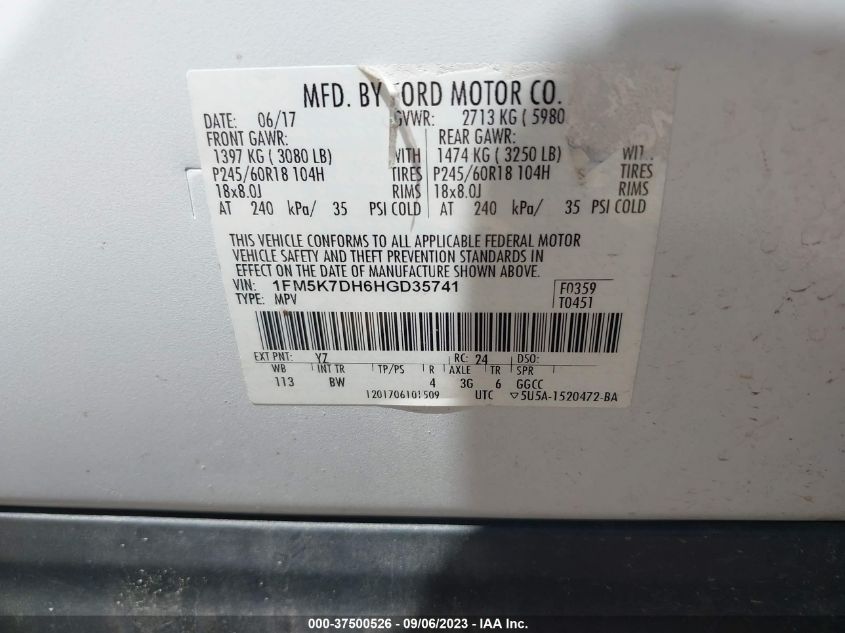 MFD. BY FORD MOTOR CO.
DATE: 06/17 GVWR: 2713 KG ( 5980
FRONT GAWR: REAR GAWR:
1397 KG ( 3080 LB) WITH 1474 KG ( 3250 LB)
P245/60R18 104H TIRES P245/60R18 104H TIRES
18x8.0J RIMS 18x8.0J RIMS
AT 240 kPa/ 35 PSI COLD AT 240 kPa/ 35 PSI COLD
THIS VEHICLE CONFORMS TO ALL APPLICABLE FEDERAL MOTOR
VEHICLE SAFETY AND THEFT PREVENTION STANDARDS IN
EFFECT ON THE DATE OF MANUFACTURE SHOWN ABOVE.
VIN: 1FM5K7DH6HGD35741 F0359
TYPE: MPV T0451
EXT PNT: YZ RC: 24 DSO:
WB INT TR TP/PS R AXLE TR SPR
113 BW 4 3G 6 GGCC
1201706101509 UTC ▽5U5A-1520472-BA
000-37500526 - 09/06/2023 - IAA Inc.